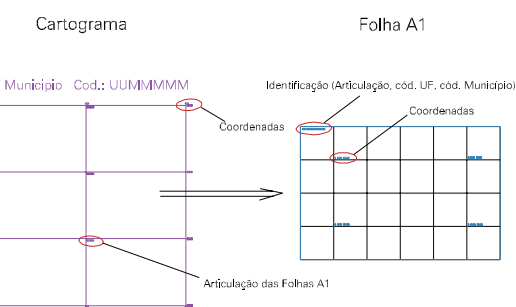 Cartograma
Folha A1
Municipio Cod.: UUMMMMM
Identificação (Articulação, cód. UF, cód. Município)
Coordenadas
Coordenadas
Articulação das Folhas A1